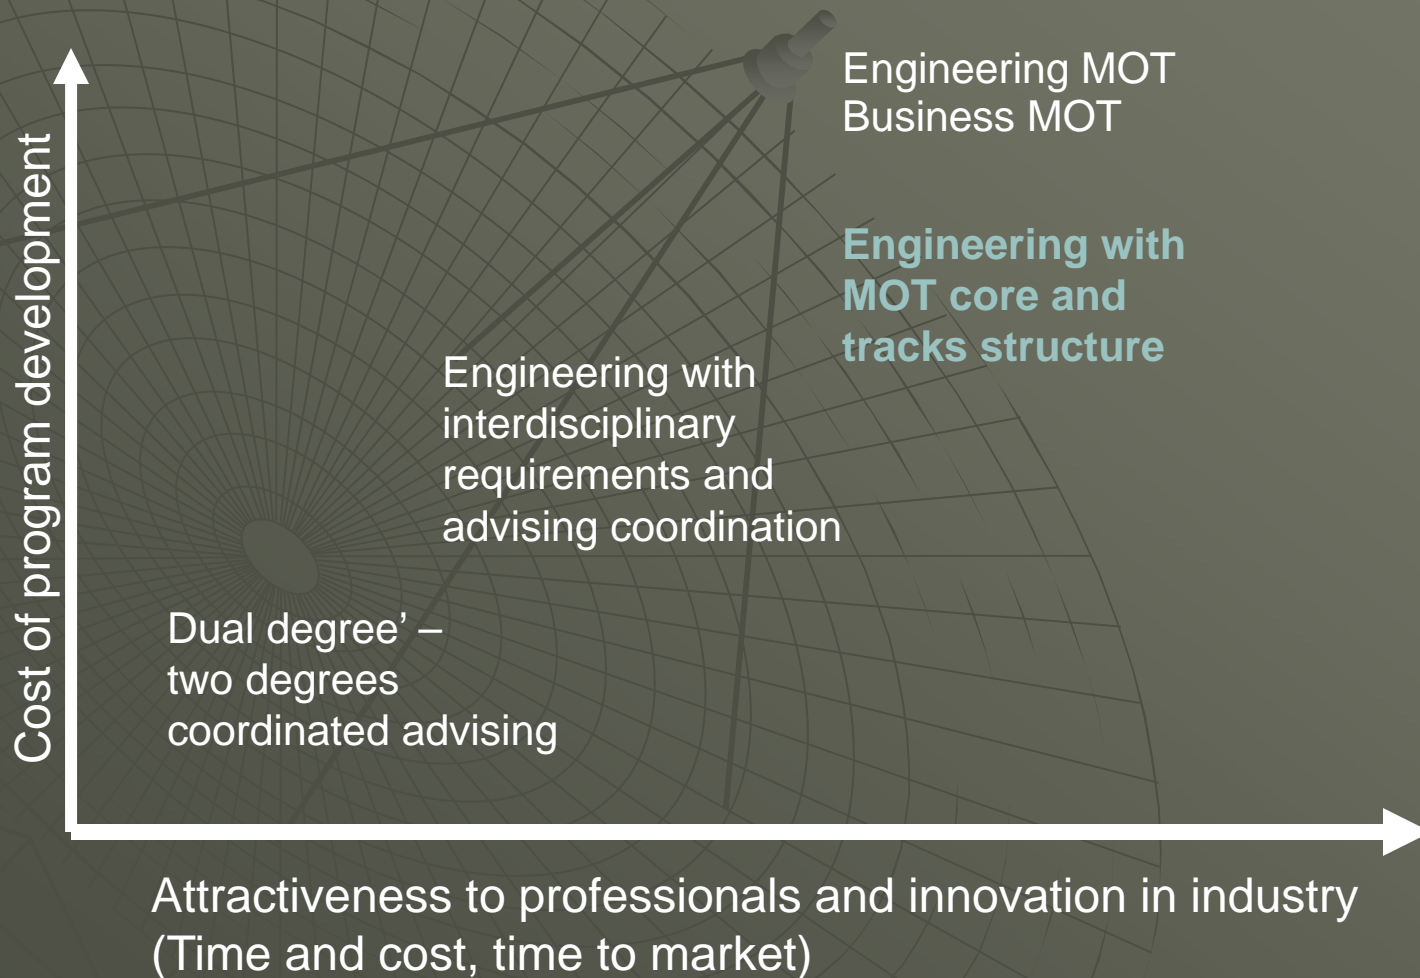 Cost of program development
Engineering MOT
Business MOT
Engineering with
MOT core and
tracks structure
Engineering with
interdisciplinary
requirements and
advising coordination
Dual degree’ –
two degrees
coordinated advising
Attractiveness to professionals and innovation in industry
(Time and cost, time to market)